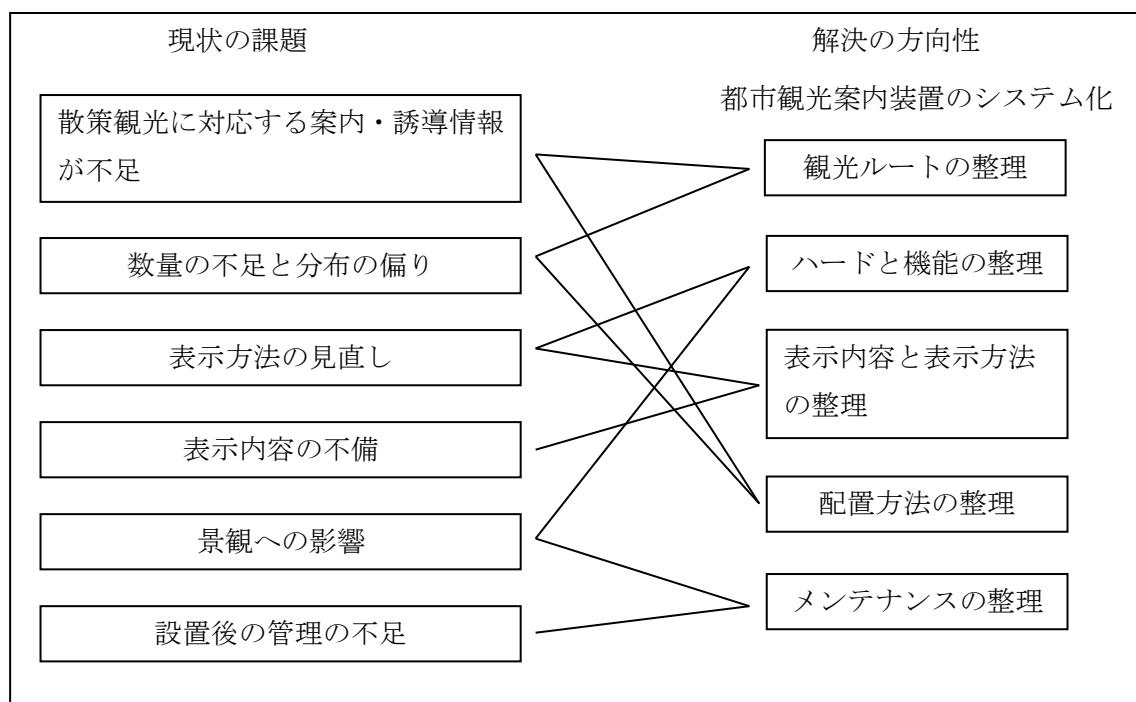 現状の課題
散策観光に対応する案内・誘導情報
が不足
数量の不足と分布の偏り
表示方法の見直し
表示内容の不備
景観への影響
設置後の管理の不足
解決の方向性
都市観光案内装置のシステム化
観光ルートの整理
ハードと機能の整理
表示内容と表示方法
の整理
配置方法の整理
メンテナンスの整理